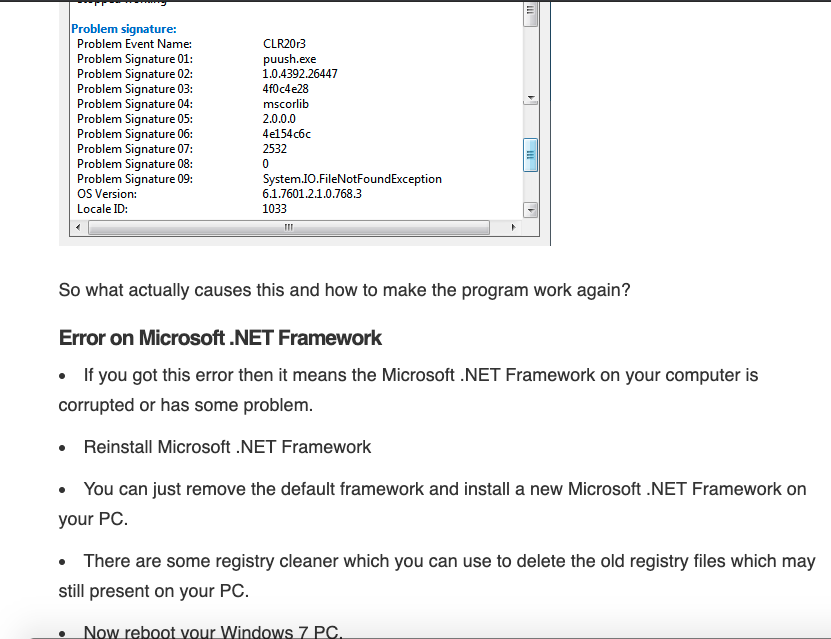 stopped working
Problem signature:
Problem Event Name: CLR20r3
Problem Signature 01: puush.exe
Problem Signature 02: 1.0.4392.26447
Problem Signature 03: 4f0c4e28
Problem Signature 04: mscorlib
Problem Signature 05: 2.0.0.0
Problem Signature 06: 4e154c6c
Problem Signature 07: 2532
Problem Signature 08: 0
Problem Signature 09: System.IO.FileNotFoundException
OS Version: 6.1.7601.2.1.0.768.3
Locale ID: 1033
So what actually causes this and how to make the program work again?
Error on Microsoft .NET Framework
• If you got this error then it means the Microsoft .NET Framework on your computer is
corrupted or has some problem.
• Reinstall Microsoft .NET Framework
• You can just remove the default framework and install a new Microsoft .NET Framework on
your PC.
• There are some registry cleaner which you can use to delete the old registry files which may
still present on your PC.
• Now reboot your Windows 7 PC.